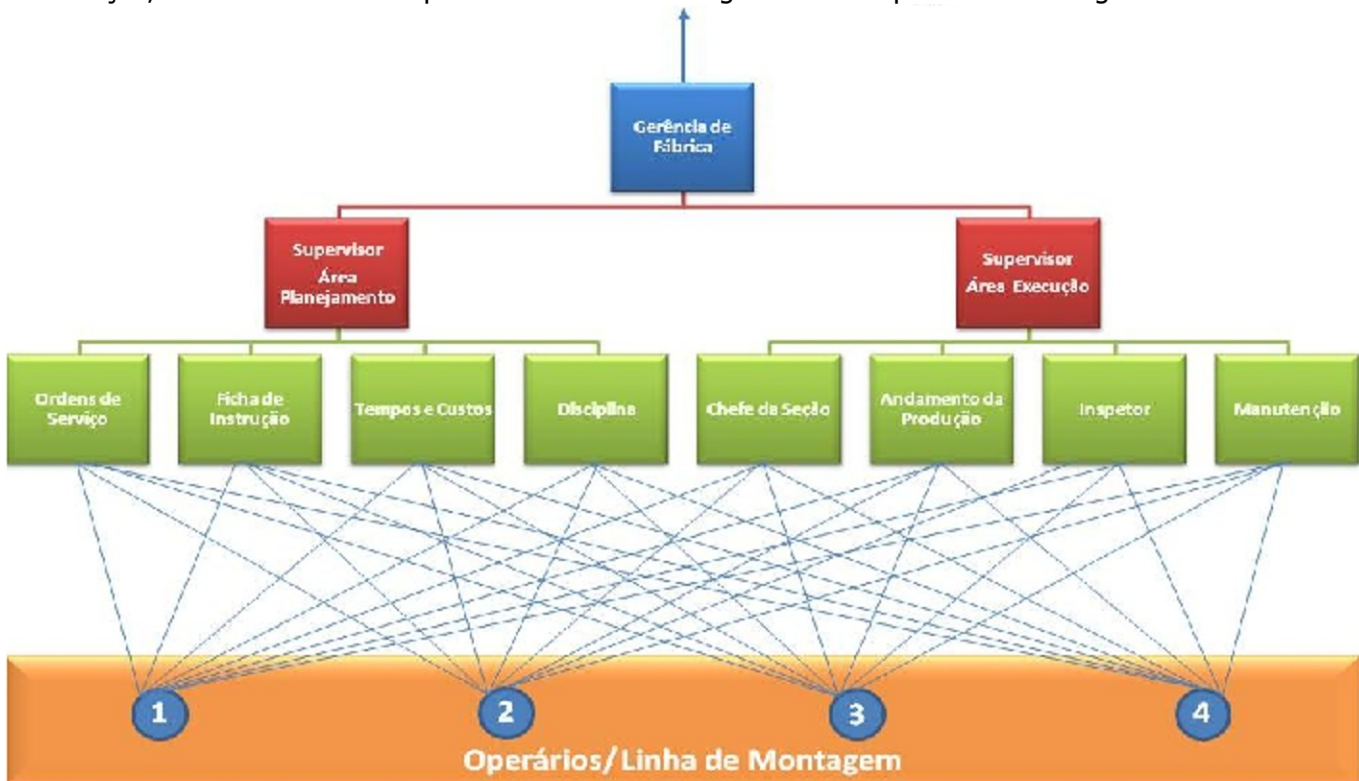 Gerência de
Fábrica
Supervisor
Área
Planejamento
Supervisor
Área Execução
Ordens de
Serviço
Ficha de
Instrução
Tempos e Custos
Disciplina
Chefe da Seção
Andamento da
Produção
Inspetor
Manutenção
1
2
3
4
Operários/Linha de Montagem